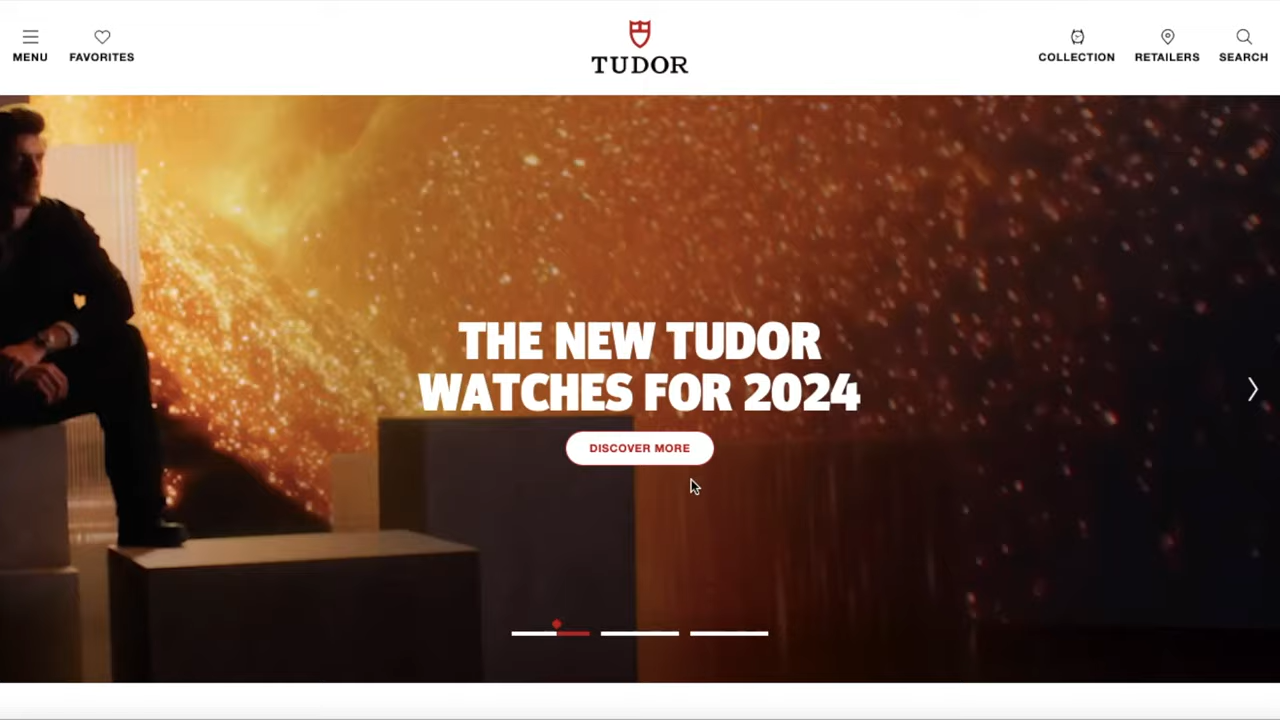 MENU
FAVORITES
TUDOR
COLLECTION
RETAILERS
SEARCH
THE NEW TUDOR
WATCHES FOR 2024
DISCOVER MORE